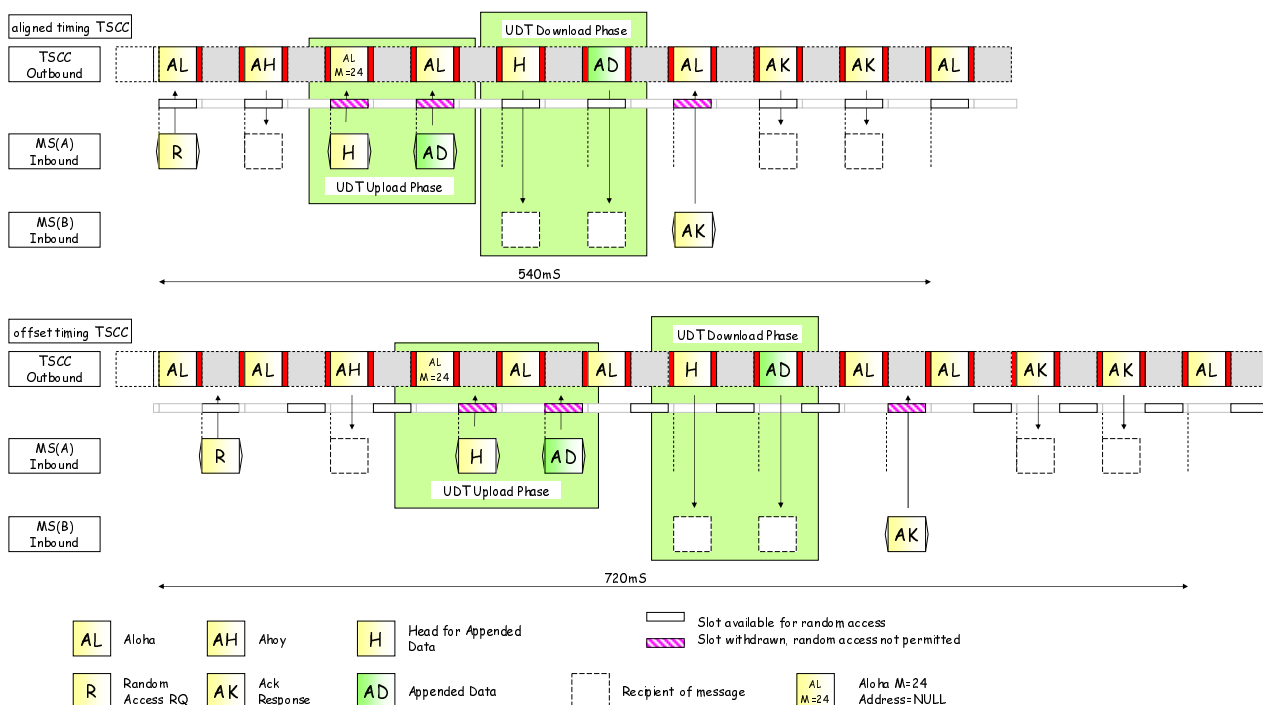 aligned timing TSCC
UDT Download Phase
TSCC
Outbound
AL
AH
AL
M=24
AL
H
AD
AL
AK
AK
AL
MS(A)
Inbound
R
H
AD
UDT Upload Phase
MS(B)
Inbound
AK
540mS
offset timing TSCC
UDT Download Phase
TSCC
Outbound
AL
AL
AH
AL
M=24
AL
AL
H
AD
AL
AL
AK
AK
AL
MS(A)
Inbound
R
H
AD
UDT Upload Phase
MS(B)
Inbound
AK
720mS
AL
Aloha
AH
Ahoy
H
Head for Appended
Data
Slot available for random access
Slot withdrawn, random access not permitted
R
Random
Access RQ
AK
Ack
Response
AD
Appended Data
Recipient of message
AL
M=24
Aloha M=24
Address=NULL